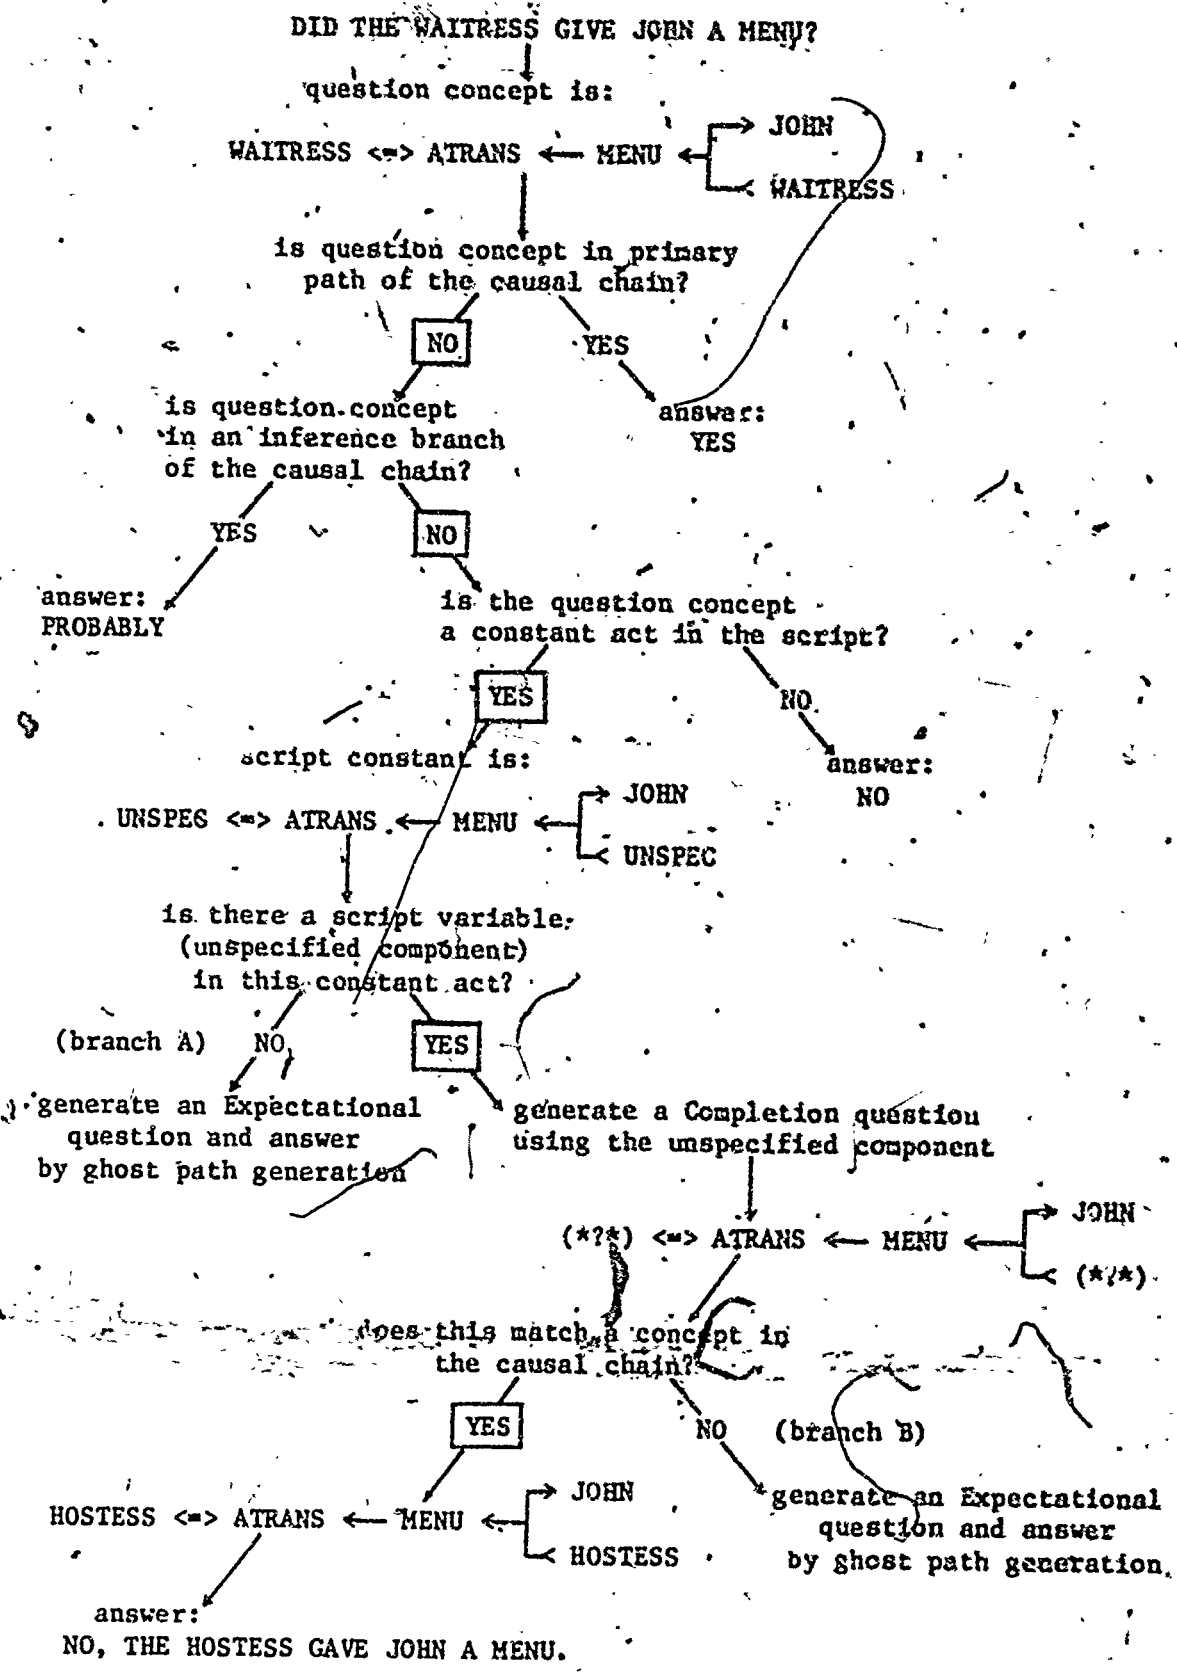 DID THE WAITRESS GIVE JOHN A MENU?
question concept is:
JOHN
WAITRESS <=> ATRANS MENU
WAITRESS
is question concept in primary
path of the causal chain?
NO
YES
is question concept
in an inference branch
of the causal chain?
answer:
YES
YES
NO
answer:
PROBABLY
is the question concept
a constant act in the script?
YES
NO
script constant is:
answer:
NO
JOHN
UNSPEC <=> ATRANS MENU
UNSPEC
is there a script variable
(unspecified component)
in this constant act?
(branch A) NO
YES
generate an Expectational
question and answer
by ghost path generation
generate a Completion question
using the unspecified component
JOHN
(*?*) <=> ATRANS MENU
(*?*)
does this match a concept in
the causal chain?
YES
NO (branch B)
JOHN
HOSTESS <=> ATRANS MENU
HOSTESS
generate an Expectational
question and answer
by ghost path generation.
answer:
NO, THE HOSTESS GAVE JOHN A MENU.